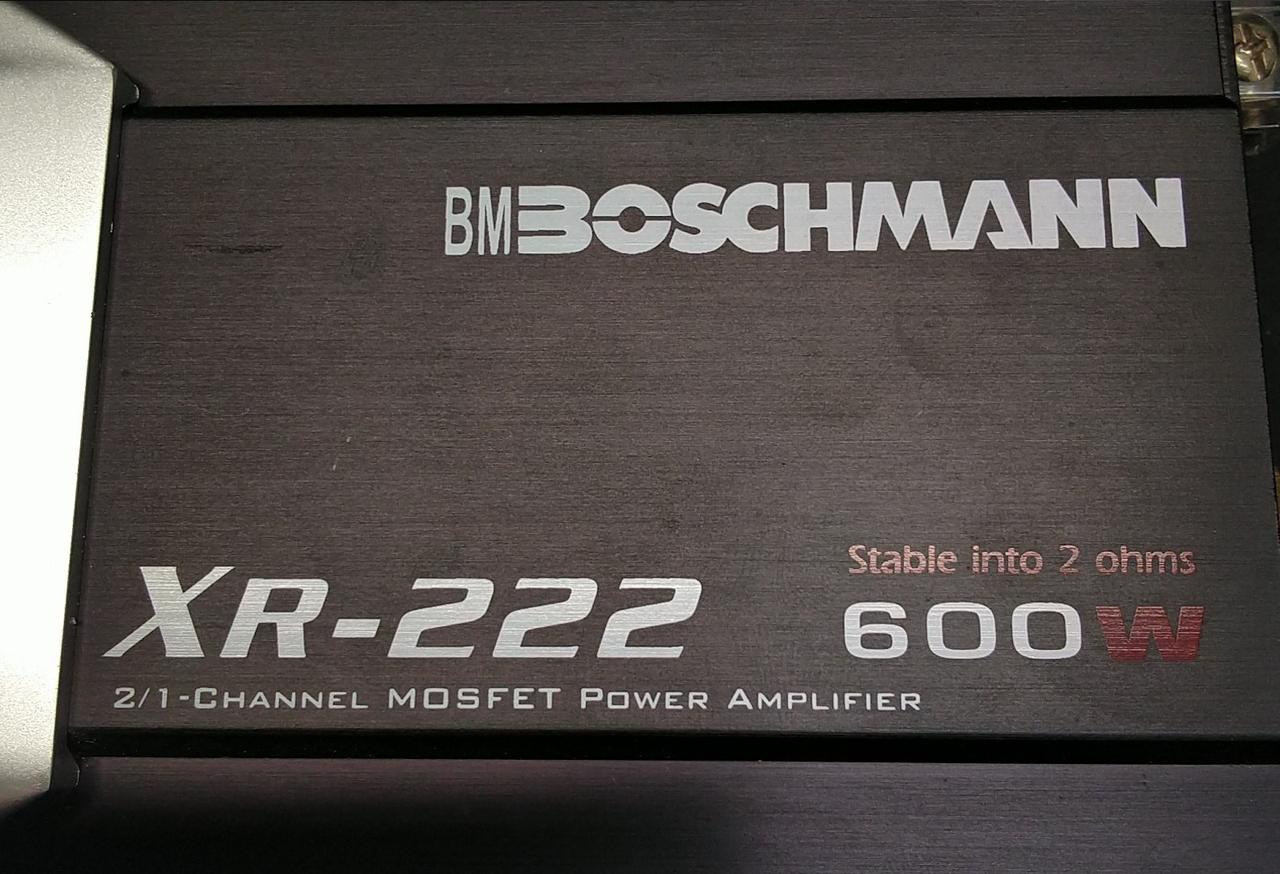 BM BOSCHMANN
Stable into 2 ohms
XR-222 600W
2/1-CHANNEL MOSFET POWER AMPLIFIER